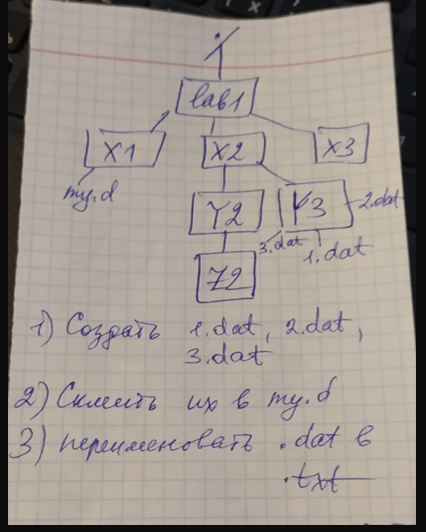 /
lab1
X1 X2 X3
my.d
Y2 Y3 2.dat
3.dat 1.dat
Z2
1) Создать 1.dat, 2.dat,
3.dat
2) Склеить их в my.d
3) переименовать .dat в
.txt